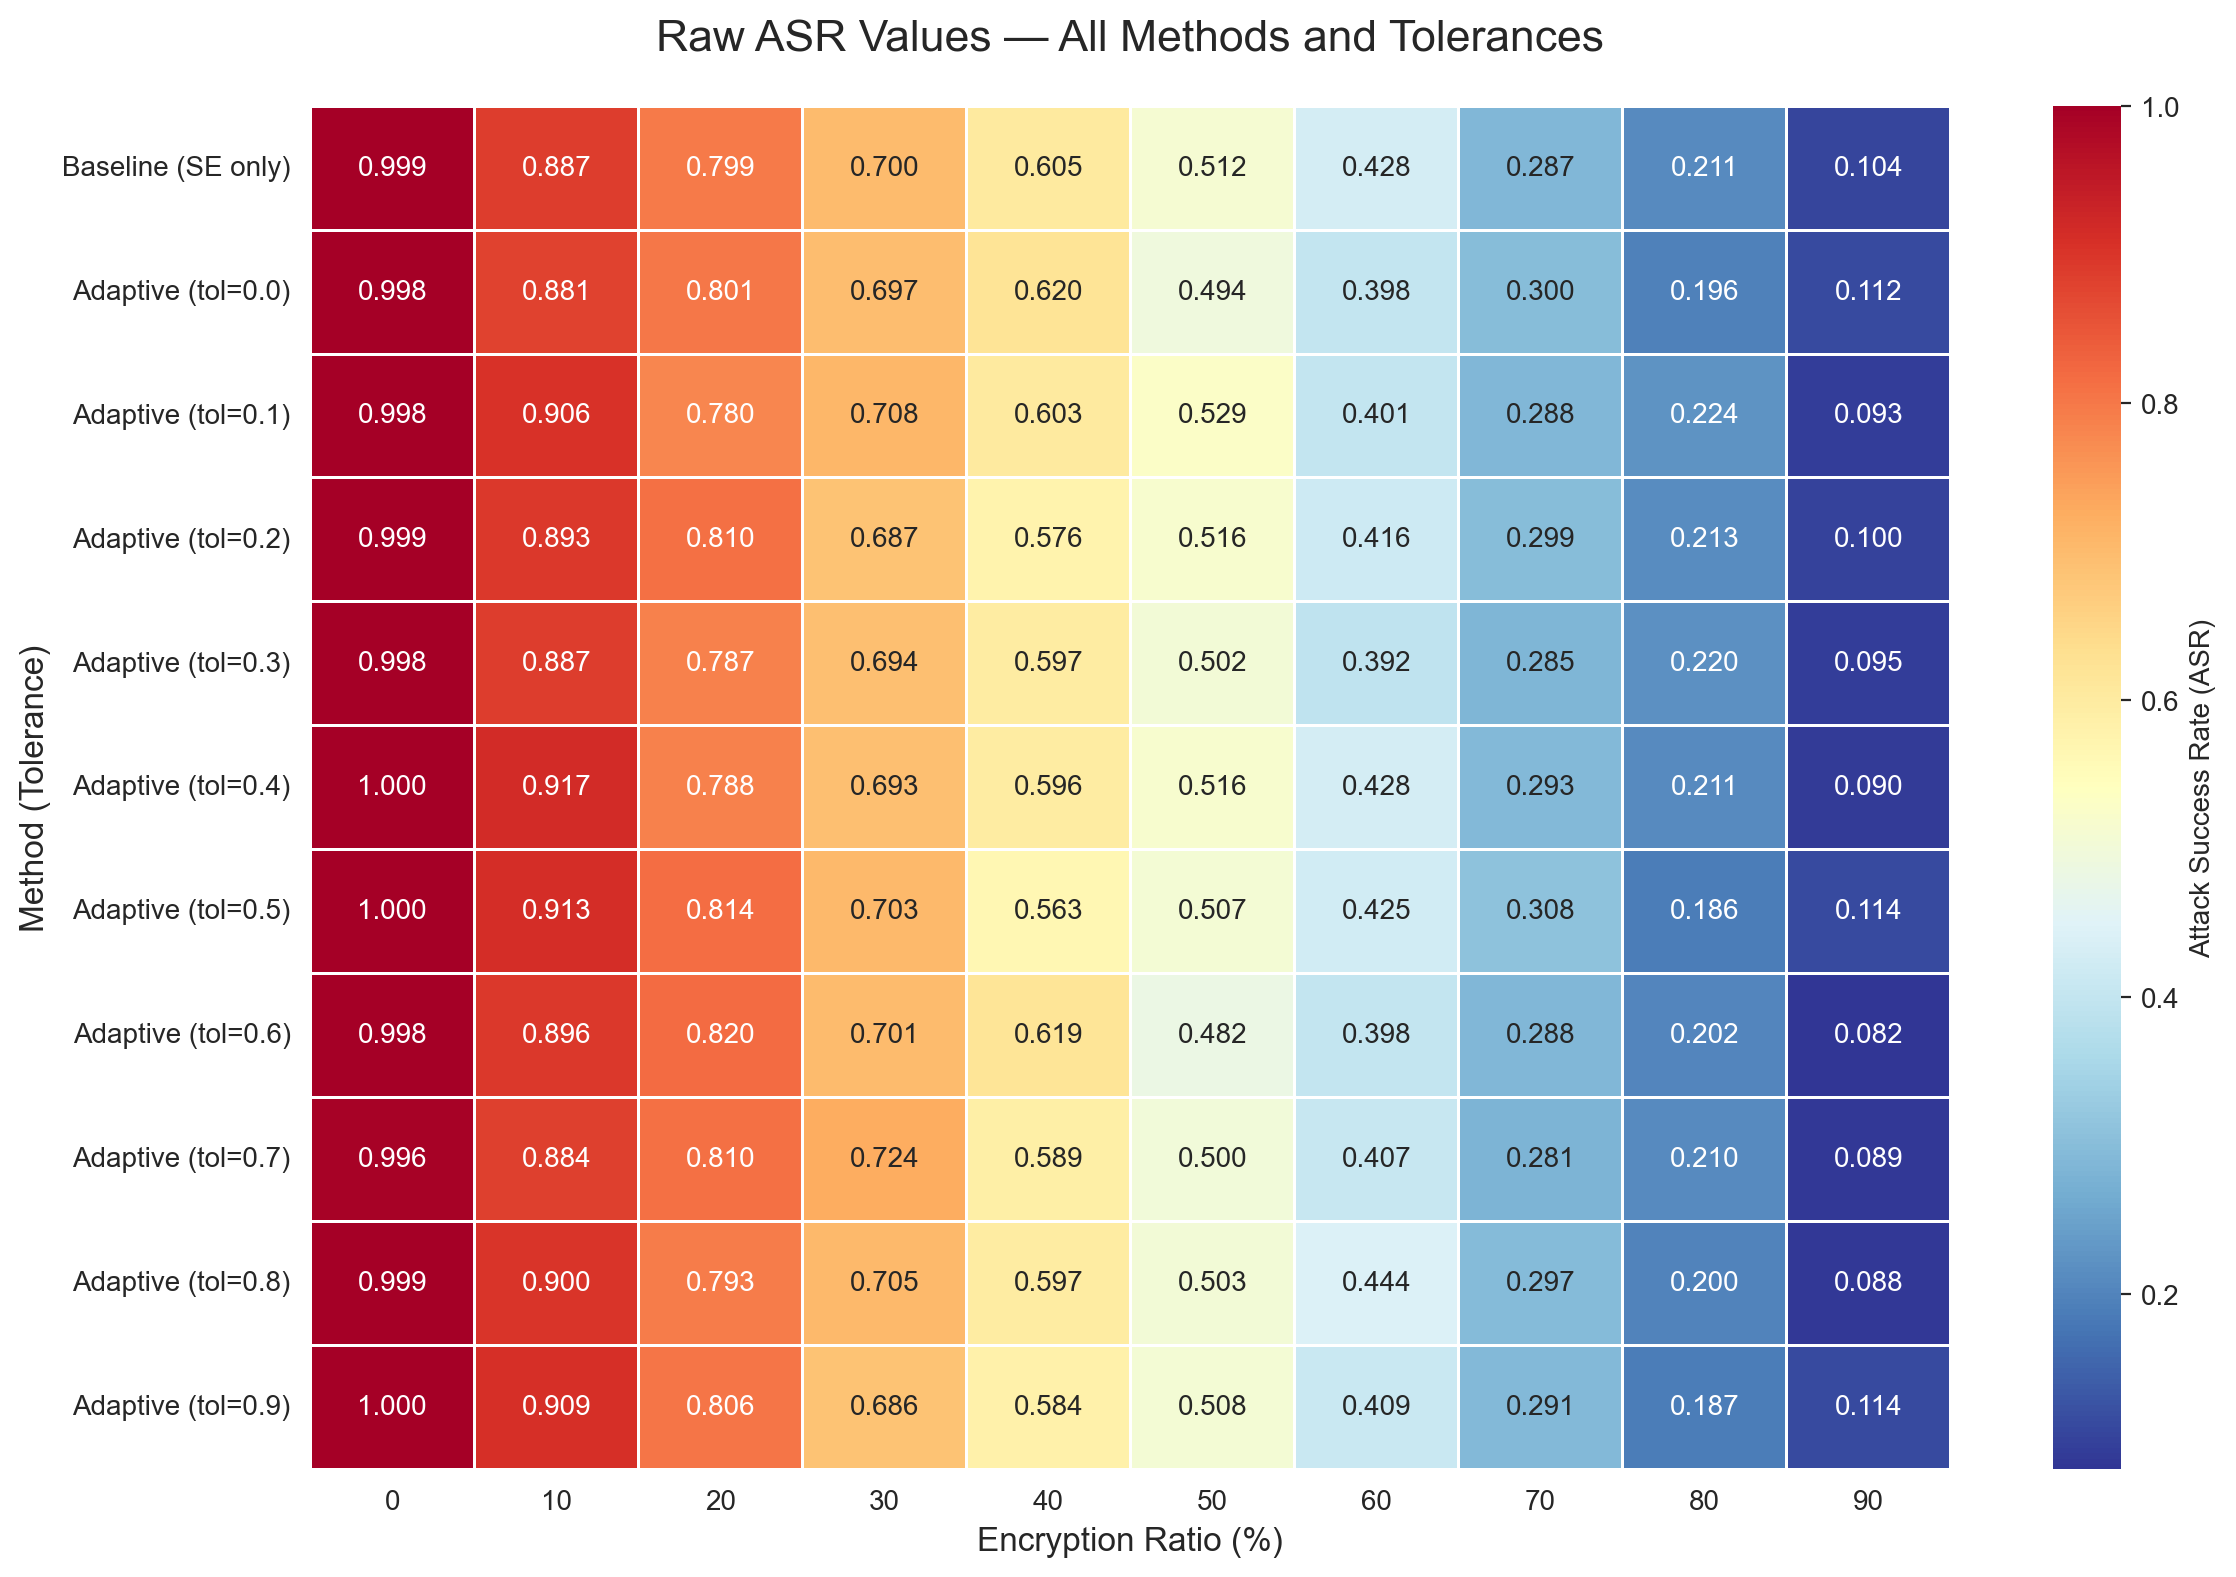 Raw ASR Values — All Methods and Tolerances
Method (Tolerance)
Baseline (SE only) 0.999 0.887 0.799 0.700 0.605 0.512 0.428 0.287 0.211 0.104
Adaptive (tol=0.0) 0.998 0.881 0.801 0.697 0.620 0.494 0.398 0.300 0.196 0.112
Adaptive (tol=0.1) 0.998 0.906 0.780 0.708 0.603 0.529 0.401 0.288 0.224 0.093
Adaptive (tol=0.2) 0.999 0.893 0.810 0.687 0.576 0.516 0.416 0.299 0.213 0.100
Adaptive (tol=0.3) 0.998 0.887 0.787 0.694 0.597 0.502 0.392 0.285 0.220 0.095
Adaptive (tol=0.4) 1.000 0.917 0.788 0.693 0.596 0.516 0.428 0.293 0.211 0.090
Adaptive (tol=0.5) 1.000 0.913 0.814 0.703 0.563 0.507 0.425 0.308 0.186 0.114
Adaptive (tol=0.6) 0.998 0.896 0.820 0.701 0.619 0.482 0.398 0.288 0.202 0.082
Adaptive (tol=0.7) 0.996 0.884 0.810 0.724 0.589 0.500 0.407 0.281 0.210 0.089
Adaptive (tol=0.8) 0.999 0.900 0.793 0.705 0.597 0.503 0.444 0.297 0.200 0.088
Adaptive (tol=0.9) 1.000 0.909 0.806 0.686 0.584 0.508 0.409 0.291 0.187 0.114
0 10 20 30 40 50 60 70 80 90
Encryption Ratio (%)
1.0
0.8
0.6
0.4
0.2
Attack Success Rate (ASR)